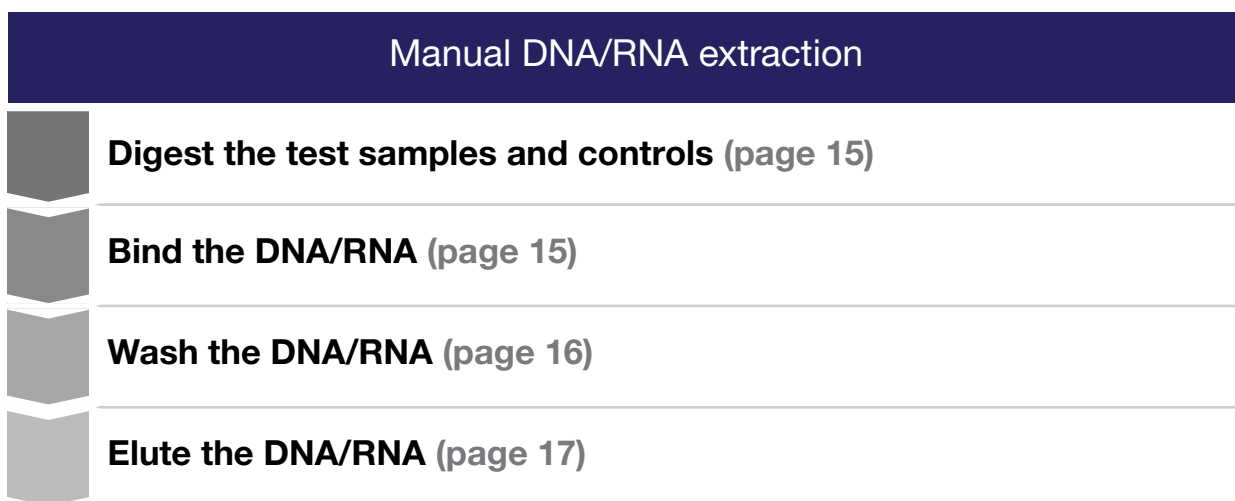 Manual DNA/RNA extraction
Digest the test samples and controls (page 15)
Bind the DNA/RNA (page 15)
Wash the DNA/RNA (page 16)
Elute the DNA/RNA (page 17)